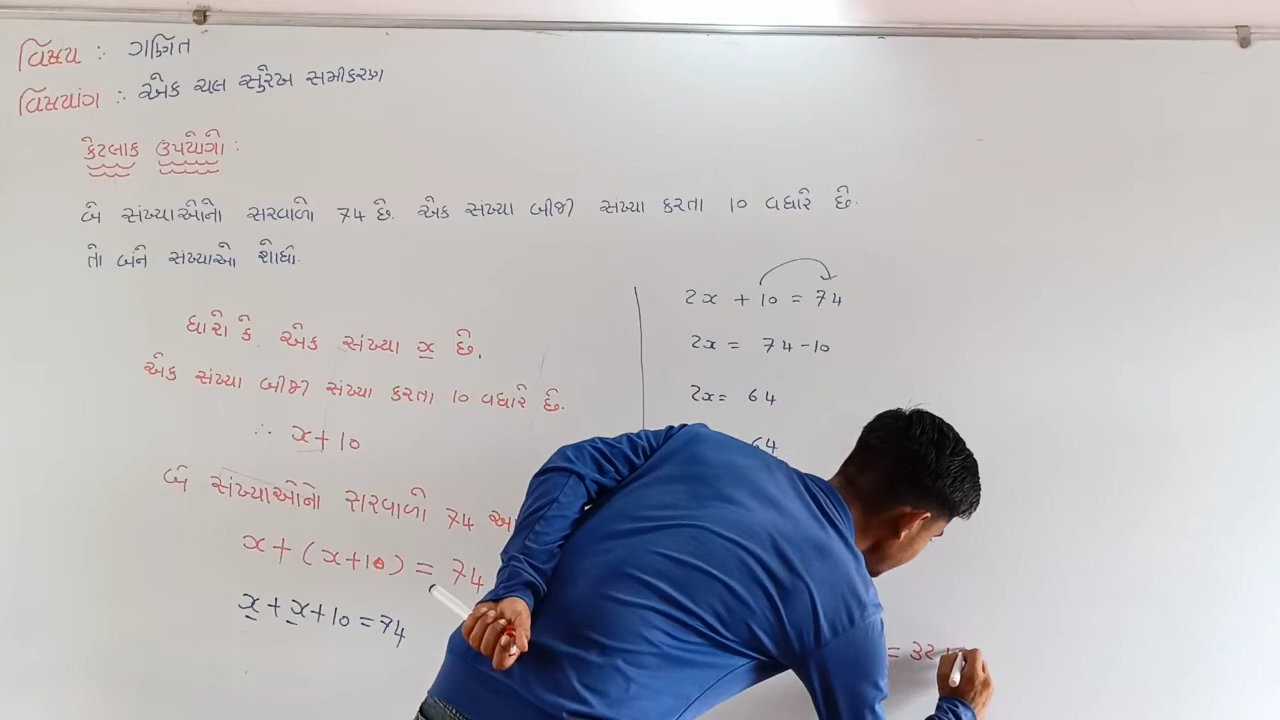 વિષય : ગણિત
વિષયાંગ : એક ચલ સુરેખ સમીકરણ
કેટલાક ઉપયોગો :
બે સંખ્યાઓનો સરવાળો 74 છે. એક સંખ્યા બીજી સંખ્યા કરતા 10 વધારે છે.
તો બંને સંખ્યાઓ શોધો.
ધારો કે એક સંખ્યા x છે.
એક સંખ્યા બીજી સંખ્યા કરતા 10 વધારે છે.
∴ x + 10
બે સંખ્યાઓનો સરવાળો 74
x + (x+10) = 74
x + x + 10 = 74
2x + 10 = 74
2x = 74 - 10
2x = 64
64
= 32